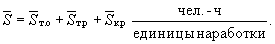 S̅ = S̅т.о + S̅тр + S̅кр чел. - ч / единицы наработки .